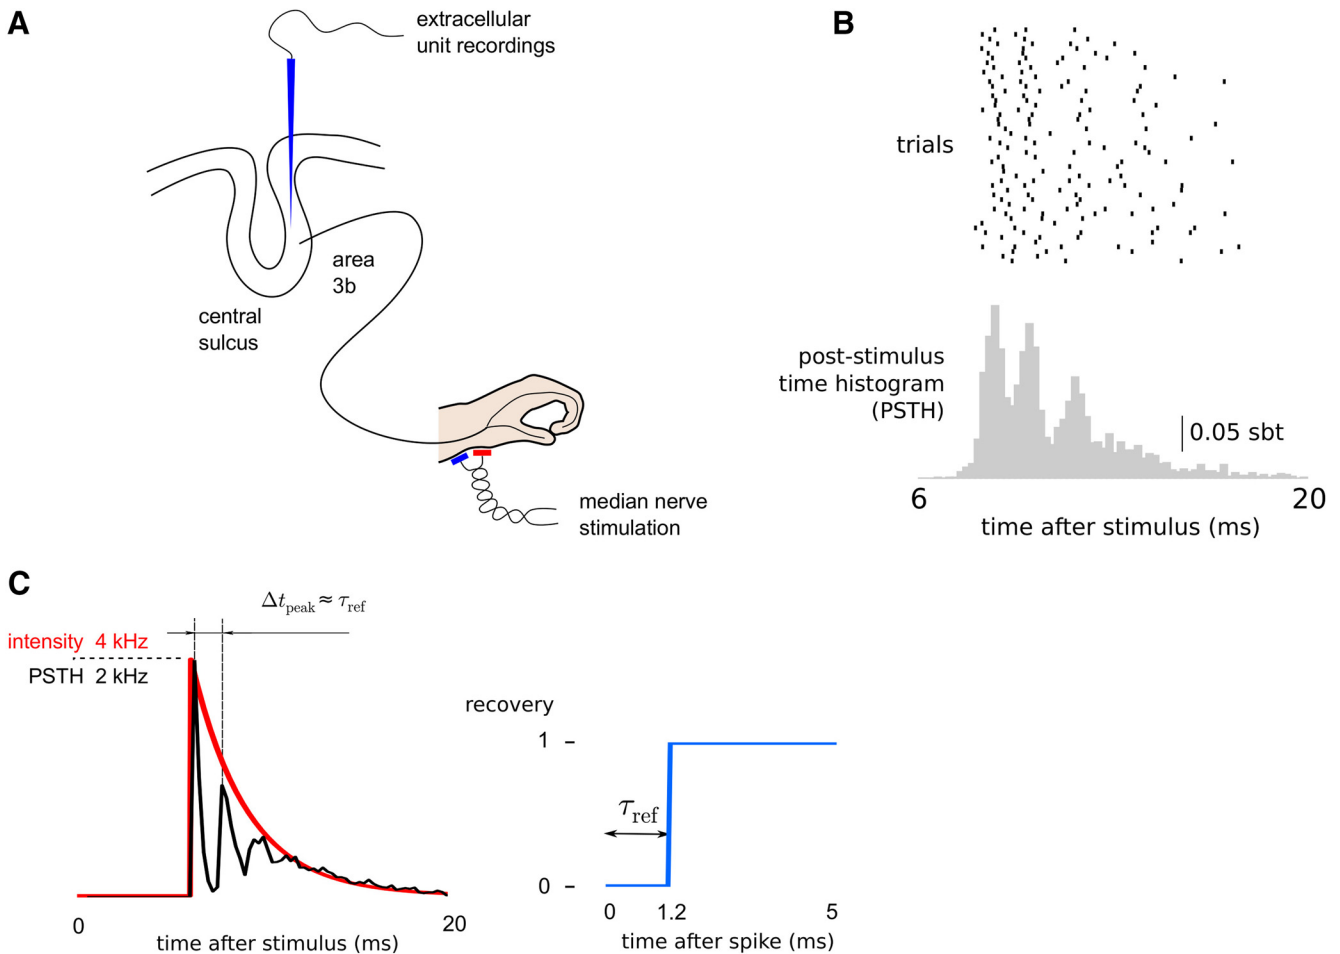 A
extracellular
unit recordings
area
3b
central
sulcus
median nerve
stimulation
B
trials
post-stimulus
time histogram
(PSTH)
0.05 sbt
6
20
time after stimulus (ms)
C
Δt_peak ≈ τ_ref
intensity 4 kHz
PSTH 2 kHz
0
20
time after stimulus (ms)
recovery
1
τ_ref
0
0
1.2
5
time after spike (ms)